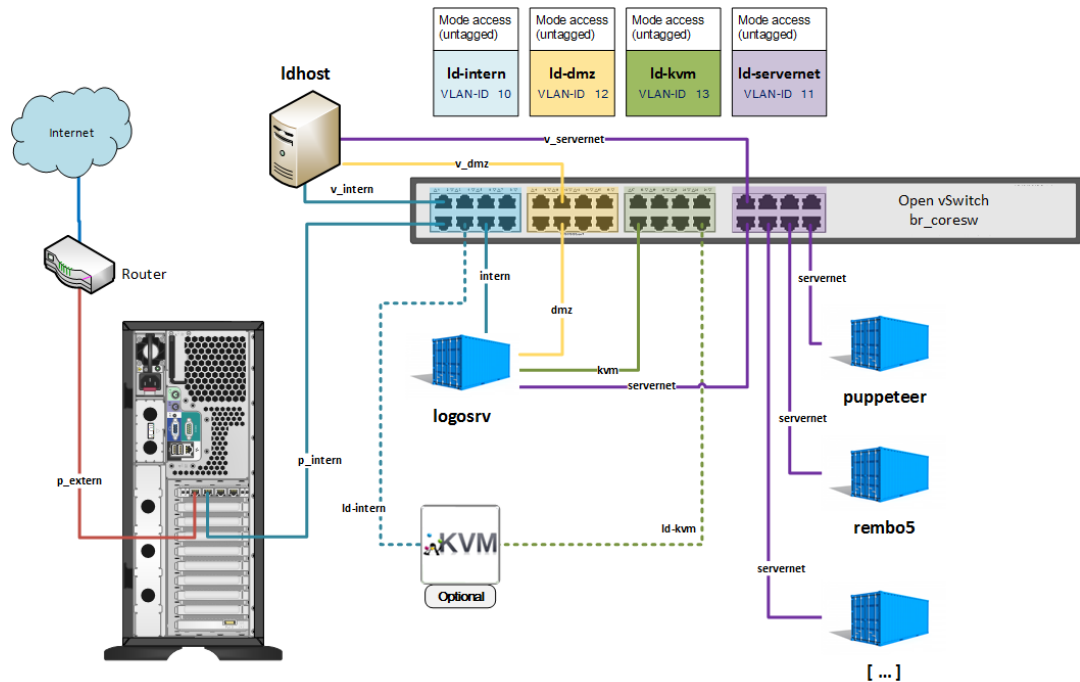 Mode access
(untagged)
ld-intern
VLAN-ID 10
Mode access
(untagged)
ld-dmz
VLAN-ID 12
Mode access
(untagged)
ld-kvm
VLAN-ID 13
Mode access
(untagged)
ld-servernet
VLAN-ID 11
ldhost
Internet
v_servernet
v_dmz
v_intern
Open vSwitch
br_coresw
Router
intern
servernet
dmz
kvm
servernet
puppeteer
logosrv
servernet
p_intern
p_extern
ld-intern
ld-kvm
rembo5
KVM
Optional
servernet
[ ... ]